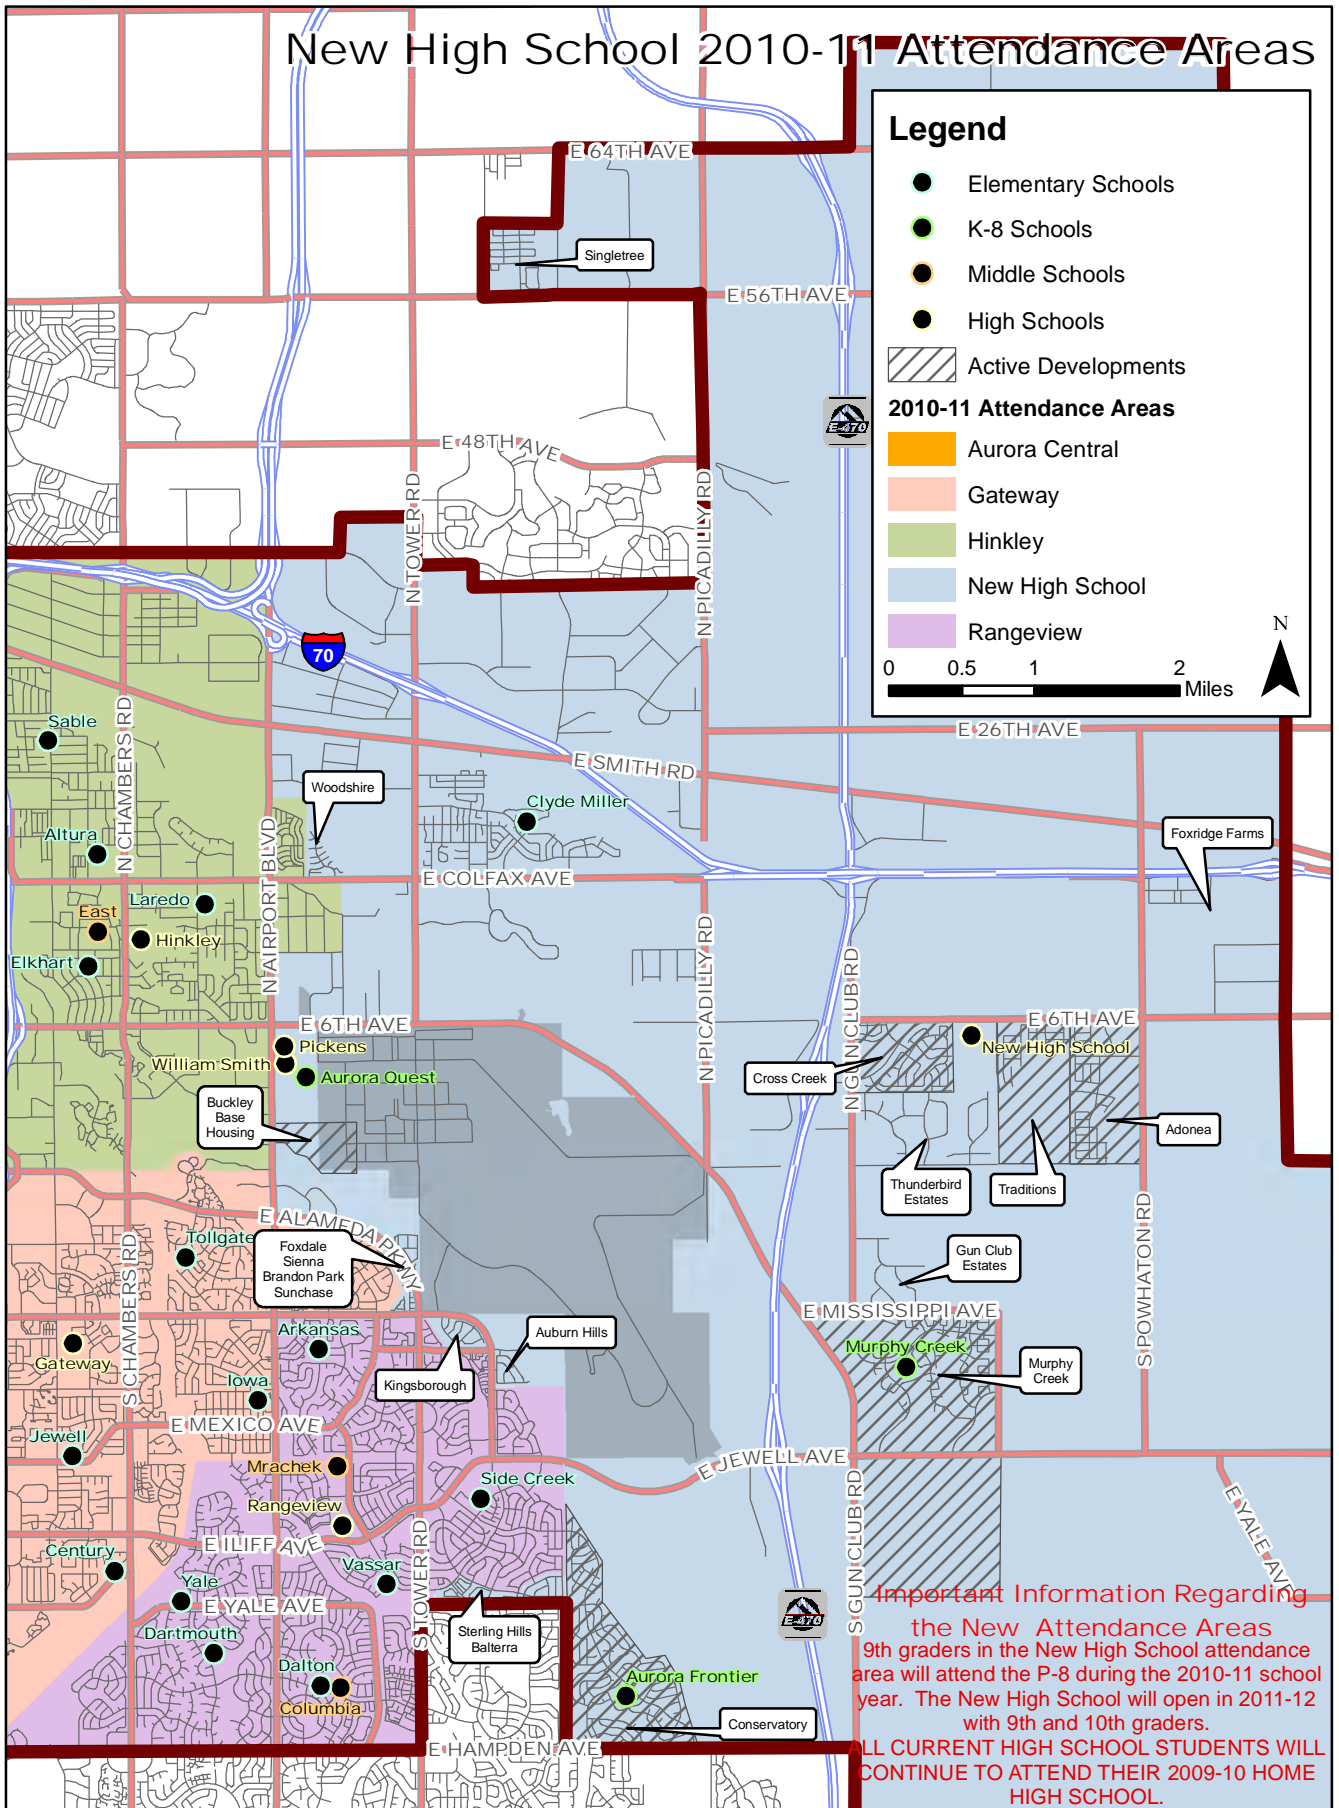 New High School 2010-11 Attendance Areas
Legend
Elementary Schools
K-8 Schools
Middle Schools
High Schools
Active Developments
2010-11 Attendance Areas
Aurora Central
Gateway
Hinkley
New High School
Rangeview
N
0 0.5 1 2
Miles
E 64TH AVE
Singletree
E 56TH AVE
E-470
E 48TH AVE
N TOWER RD
N PICADILLY RD
70
E 26TH AVE
Sable
N CHAMBERS RD
E SMITH RD
Woodshire
Clyde Miller
Foxridge Farms
Altura
N AIRPORT BLVD
E COLFAX AVE
Laredo
East
Hinkley
Elkhart
N PICADILLY RD
N GUN CLUB RD
E 6TH AVE
E 6TH AVE
Pickens
New High School
William Smith
Aurora Quest
Cross Creek
Buckley
Base
Housing
Adonea
Thunderbird
Estates
Traditions
S POWHATON RD
E ALAMEDA PKWY
Tollgate
S CHAMBERS RD
Foxdale
Sienna
Brandon Park
Sunchase
Gun Club
Estates
E MISSISSIPPI AVE
Arkansas
Auburn Hills
Gateway
Murphy Creek
Murphy
Creek
Iowa
Kingsborough
E MEXICO AVE
Jewell
Mrachek
E JEWELL AVE
Side Creek
Rangeview
S GUN CLUB RD
E YALE AVE
E ILIFF AVE
S TOWER RD
Century
Vassar
Yale
E YALE AVE
E-470
Dartmouth
Sterling Hills
Balterra
Dalton
Columbia
Aurora Frontier
Conservatory
E HAMPDEN AVE
Important Information Regarding
the New Attendance Areas
9th graders in the New High School attendance
area will attend the P-8 during the 2010-11 school
year. The New High School will open in 2011-12
with 9th and 10th graders.
ALL CURRENT HIGH SCHOOL STUDENTS WILL
CONTINUE TO ATTEND THEIR 2009-10 HOME
HIGH SCHOOL.